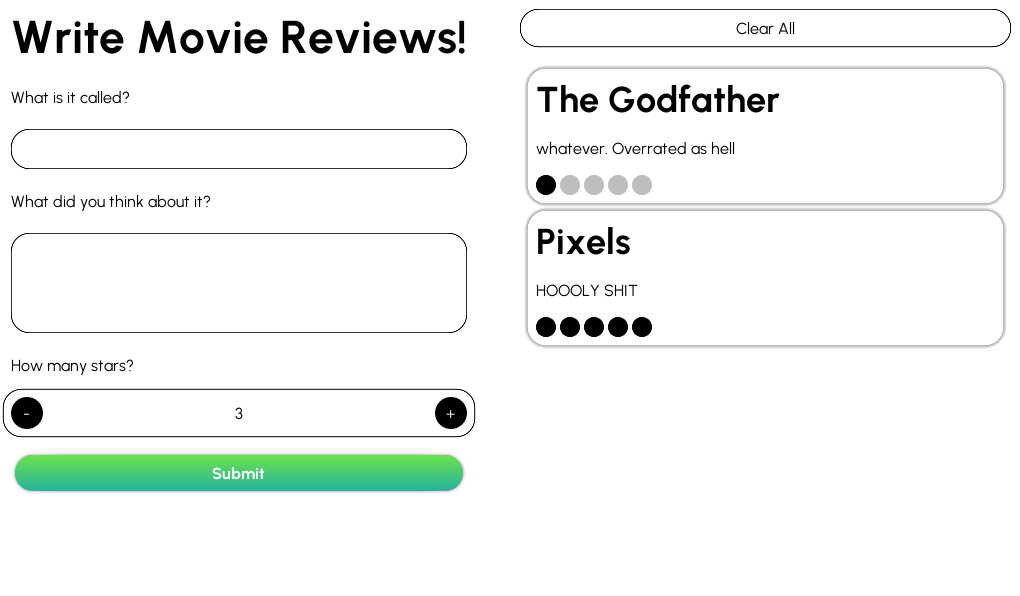 Write Movie Reviews!
What is it called?
What did you think about it?
How many stars?
-
3
+
Submit
Clear All
The Godfather
whatever. Overrated as hell
Pixels
HOOOLY SHIT